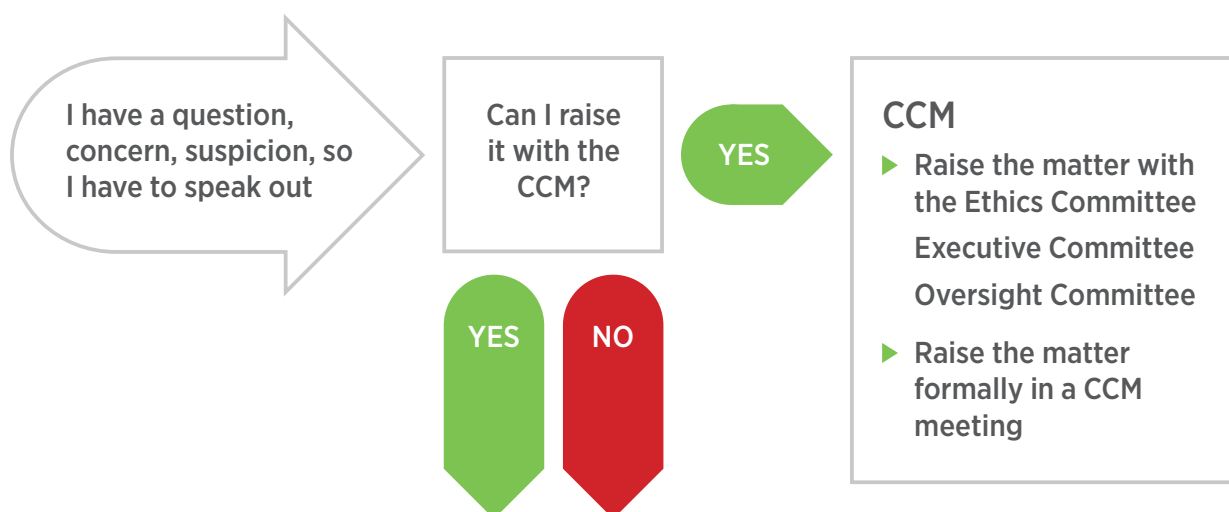 I have a question,
concern, suspicion, so
I have to speak out
Can I raise
it with the
CCM?
YES
CCM
Raise the matter with
the Ethics Committee
Executive Committee
Oversight Committee
Raise the matter
formally in a CCM
meeting
YES
NO